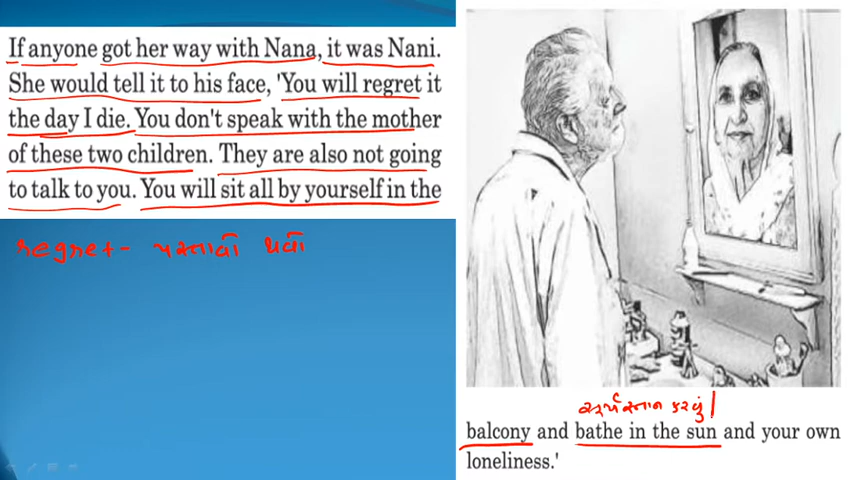 If anyone got her way with Nana, it was Nani.
She would tell it to his face, 'You will regret it
the day I die. You don't speak with the mother
of these two children. They are also not going
to talk to you. You will sit all by yourself in the
regret - પસ્તાવો થવો
સૂર્યસ્નાન કરવું
balcony and bathe in the sun and your own
loneliness.'